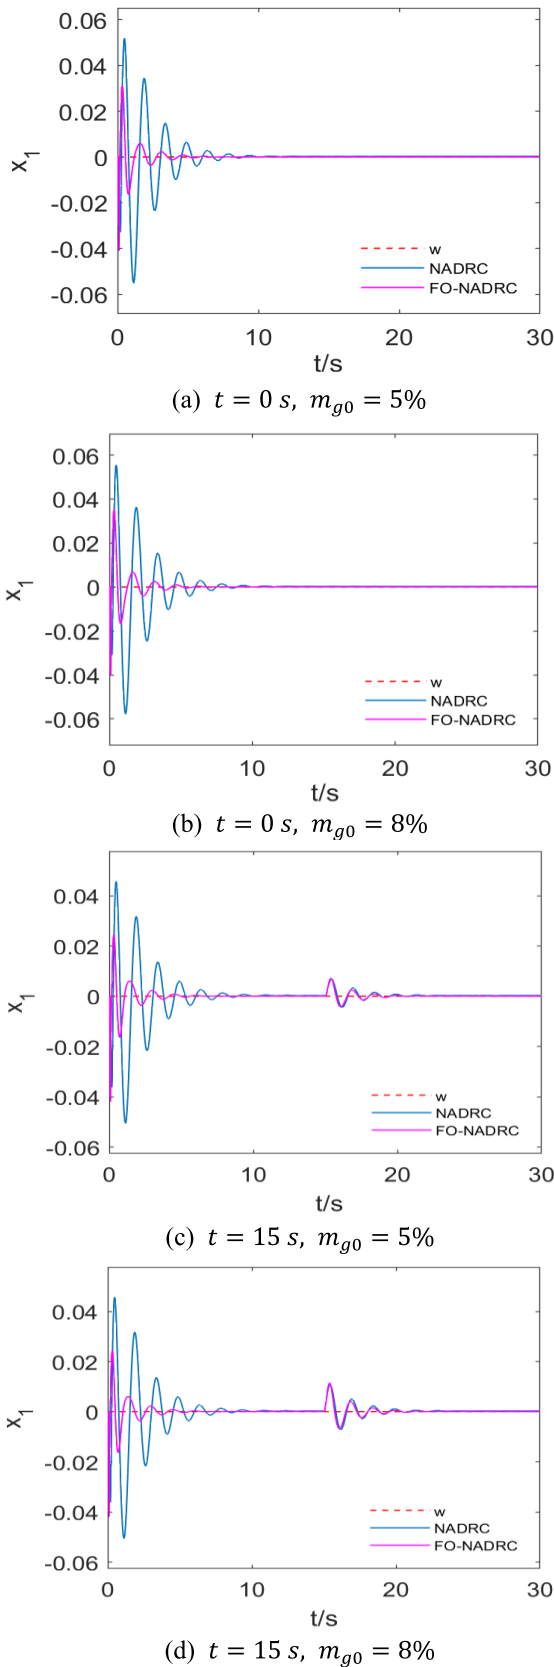 0.06
0.04
0.02
0
-0.02
-0.04
-0.06
x1
w
NADRC
FO-NADRC
0 10 20 30
t/s
(a) t = 0 s, m_g0 = 5%
0.06
0.04
0.02
0
-0.02
-0.04
-0.06
x1
w
NADRC
FO-NADRC
0 10 20 30
t/s
(b) t = 0 s, m_g0 = 8%
0.04
0.02
0
-0.02
-0.04
-0.06
x1
w
NADRC
FO-NADRC
0 10 20 30
t/s
(c) t = 15 s, m_g0 = 5%
0.04
0.02
0
-0.02
-0.04
-0.06
x1
w
NADRC
FO-NADRC
0 10 20 30
t/s
(d) t = 15 s, m_g0 = 8%